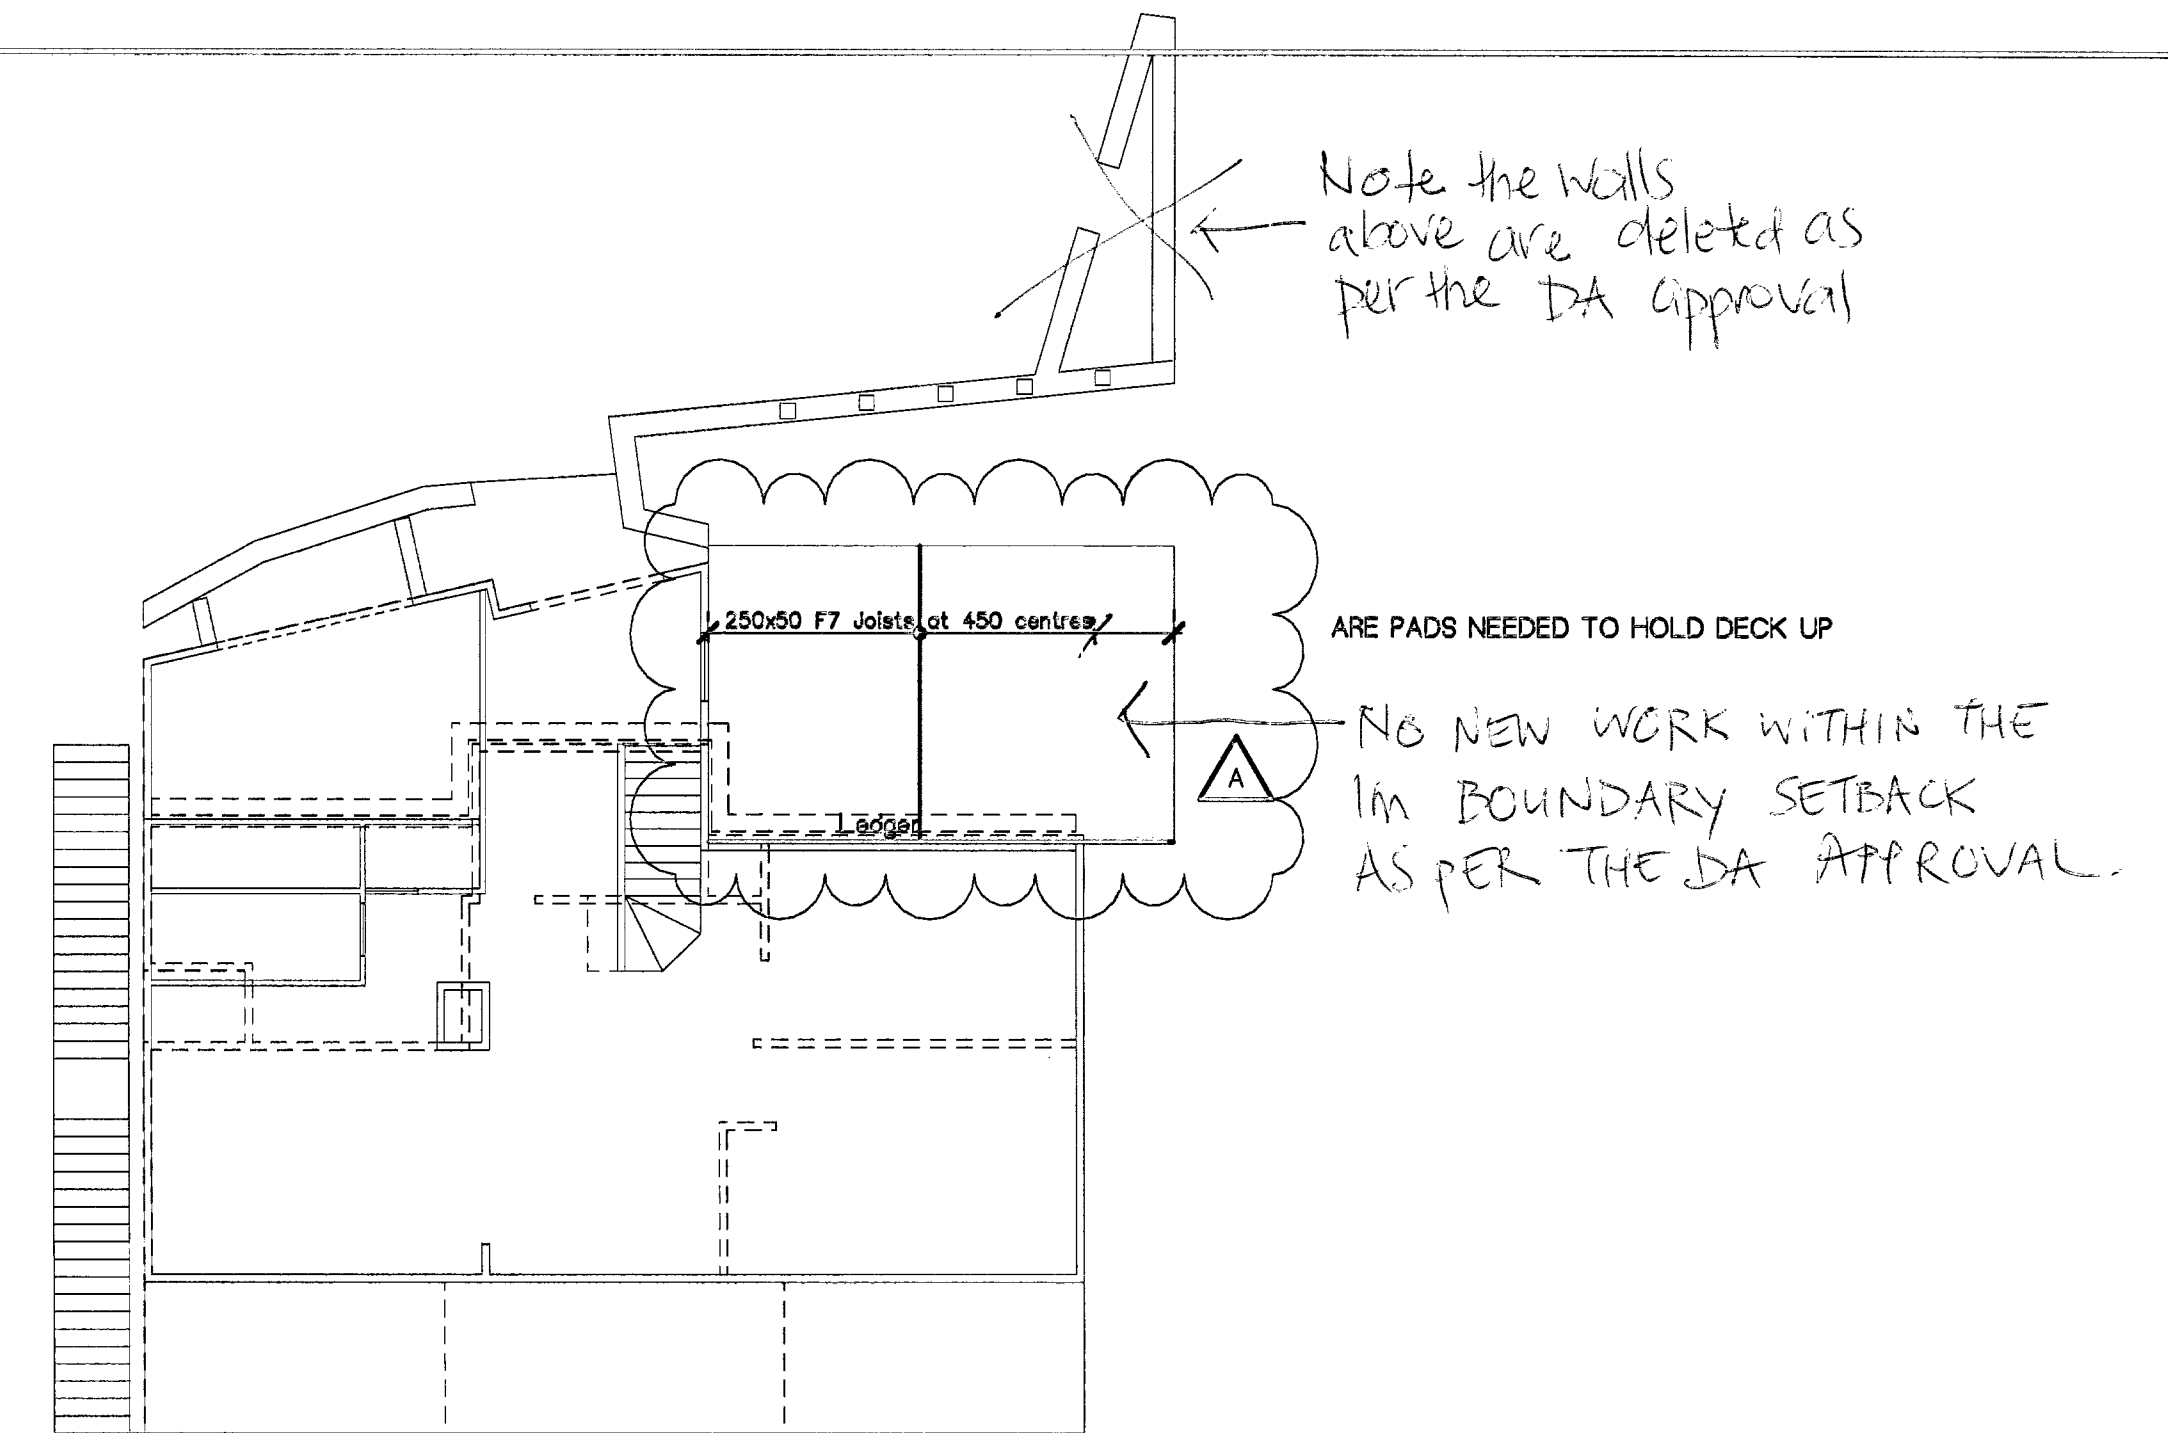 Note the walls
above are deleted as
per the DA approval
250x50 F7 Joists at 450 centres
ARE PADS NEEDED TO HOLD DECK UP
NO NEW WORK WITHIN THE
1m BOUNDARY SETBACK
AS PER THE DA APPROVAL.
A
Ledger